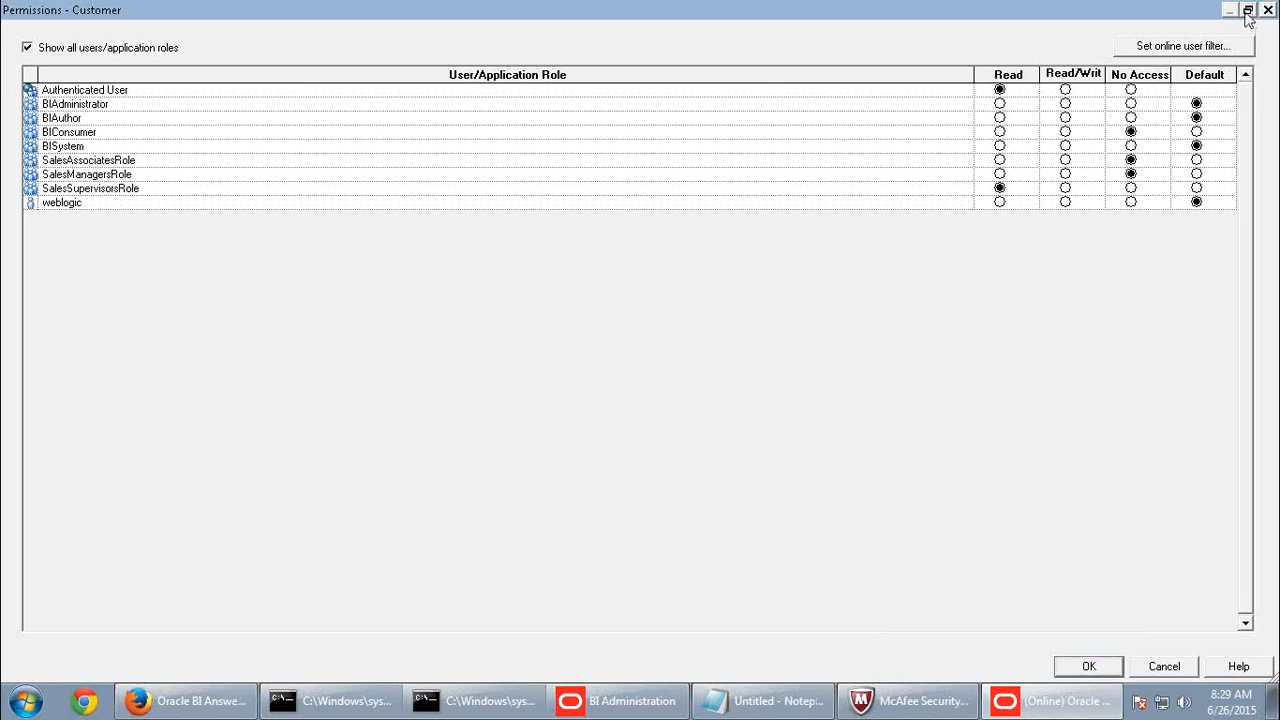 Permissions - Customer
Show all users/application roles
Set online user filter...
User/Application Role Read Read/Writ No Access Default
Authenticated User
BIAdministrator
BIAuthor
BIConsumer
BISystem
SalesAssociatesRole
SalesManagersRole
SalesSupervisorsRole
weblogic
OK Cancel Help
Oracle BI Answe... C:\Windows\sys... C:\Windows\sys... BI Administration Untitled - Notep... McAfee Security... (Online) Oracle ... 8:29 AM
6/26/2015